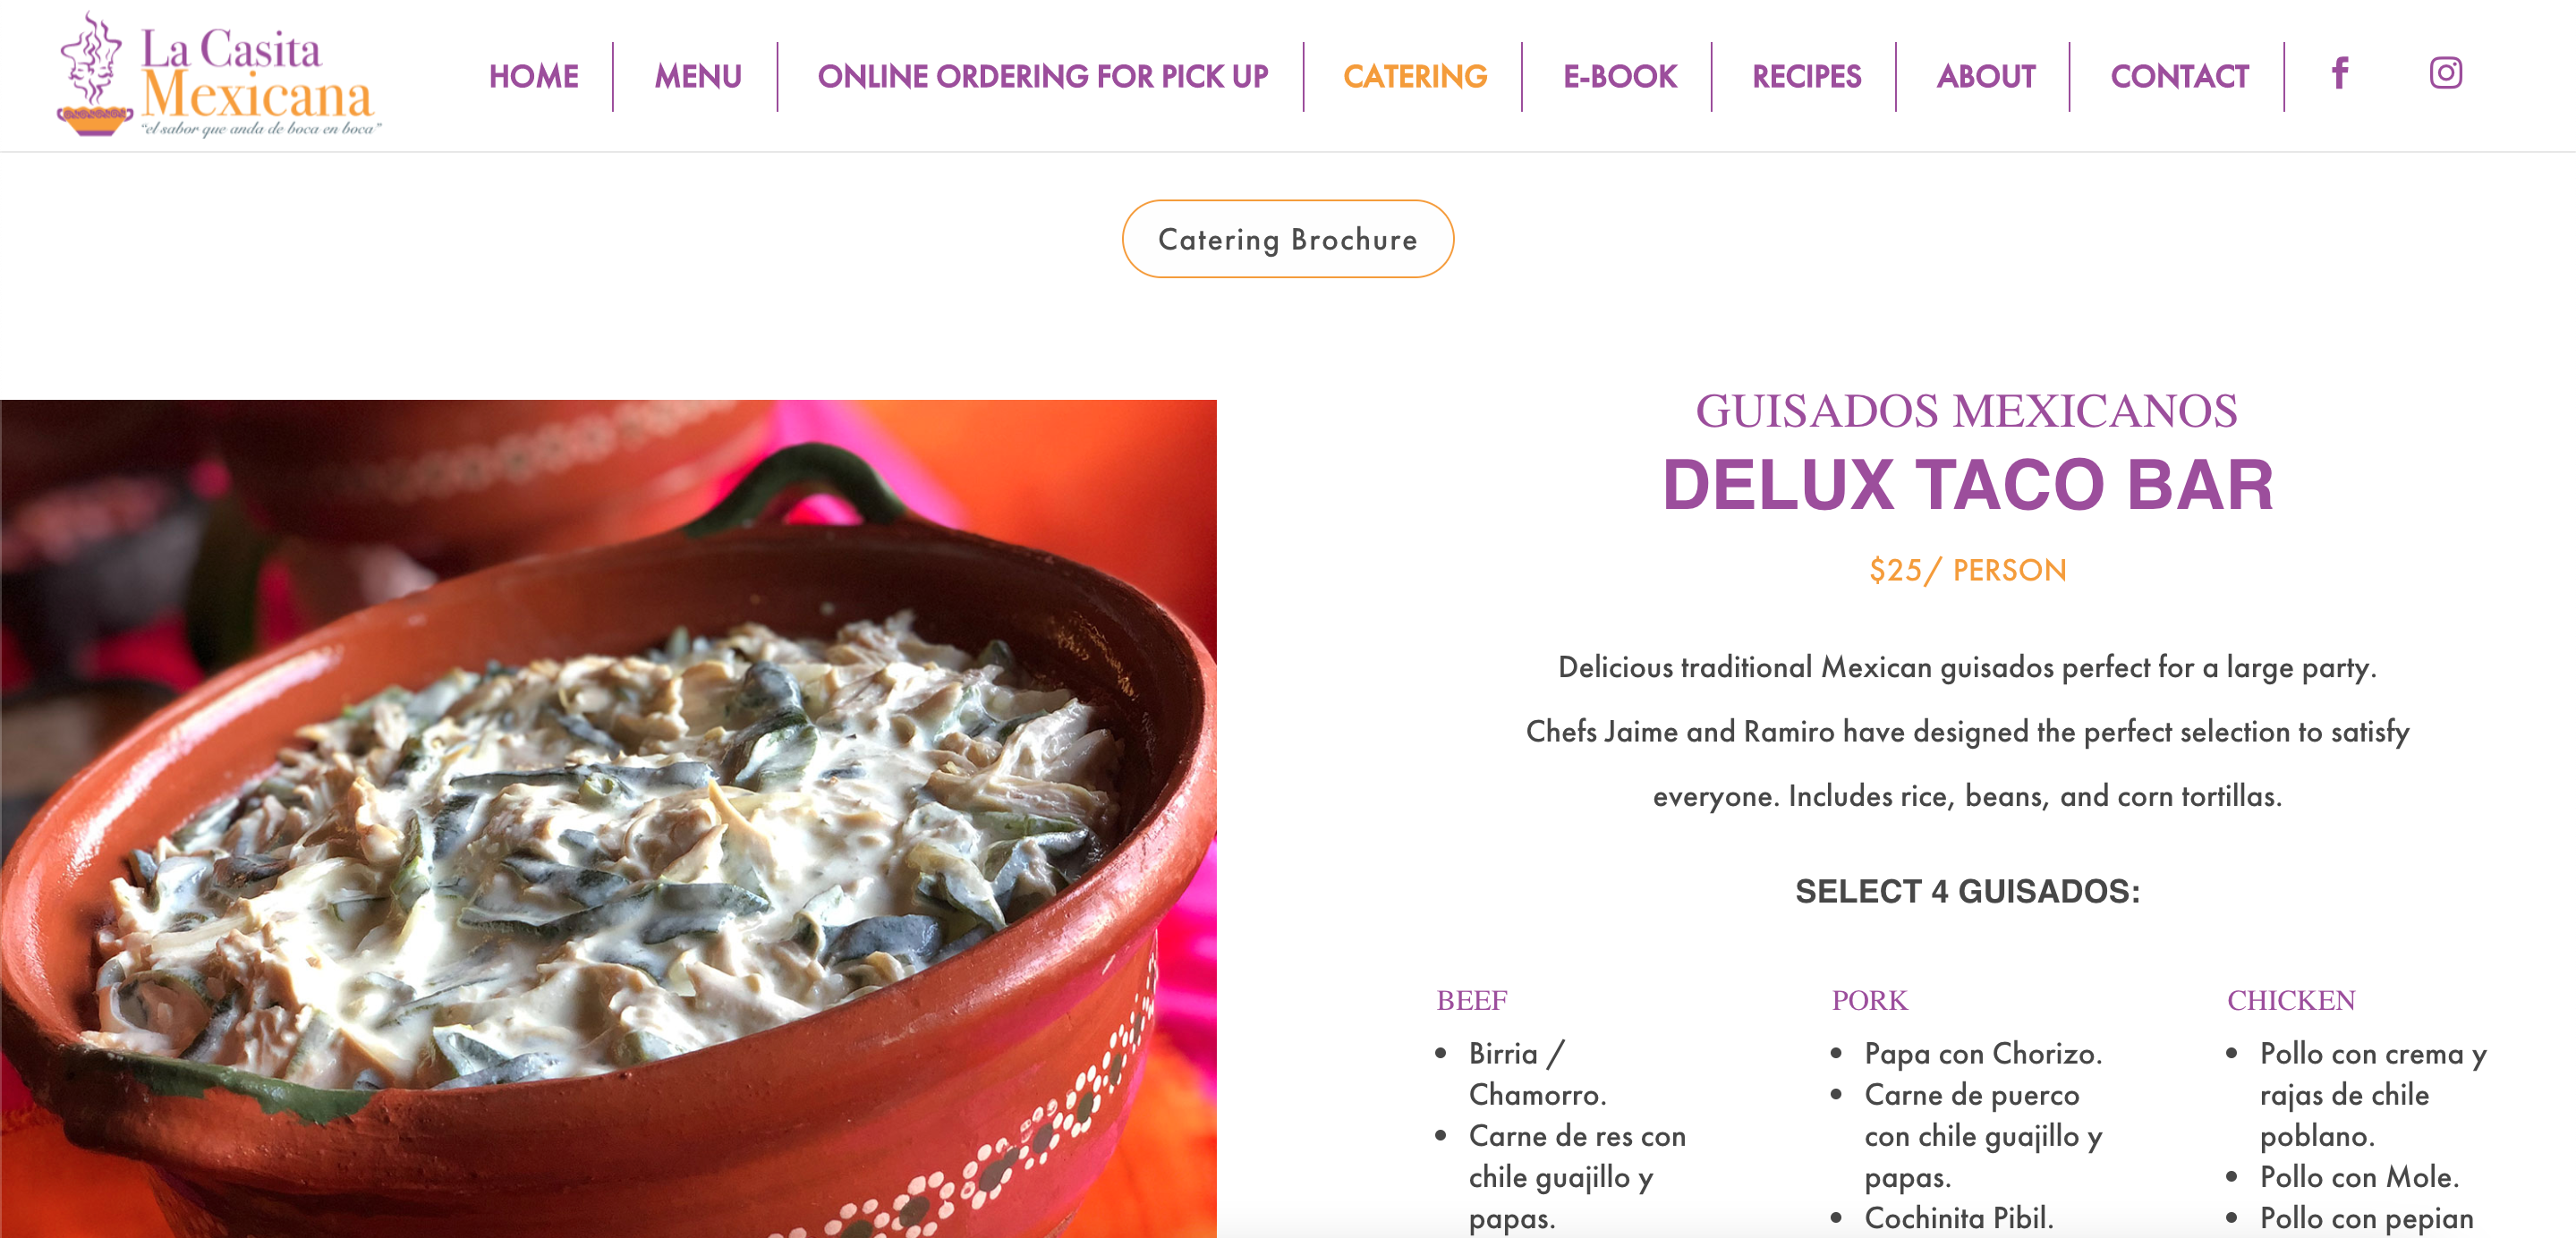 La Casita
Mexicana
"el sabor que anda de boca en boca"
HOME
MENU
ONLINE ORDERING FOR PICK UP
CATERING
E-BOOK
RECIPES
ABOUT
CONTACT
Catering Brochure
GUISADOS MEXICANOS
DELUX TACO BAR
$25/ PERSON
Delicious traditional Mexican guisados perfect for a large party.
Chefs Jaime and Ramiro have designed the perfect selection to satisfy
everyone. Includes rice, beans, and corn tortillas.
SELECT 4 GUISADOS:
BEEF
• Birria /
Chamorro.
• Carne de res con
chile guajillo y
papas.
PORK
• Papa con Chorizo.
• Carne de puerco
con chile guajillo y
papas.
• Cochinita Pibil.
CHICKEN
• Pollo con crema y
rajas de chile
poblano.
• Pollo con Mole.
• Pollo con pepian